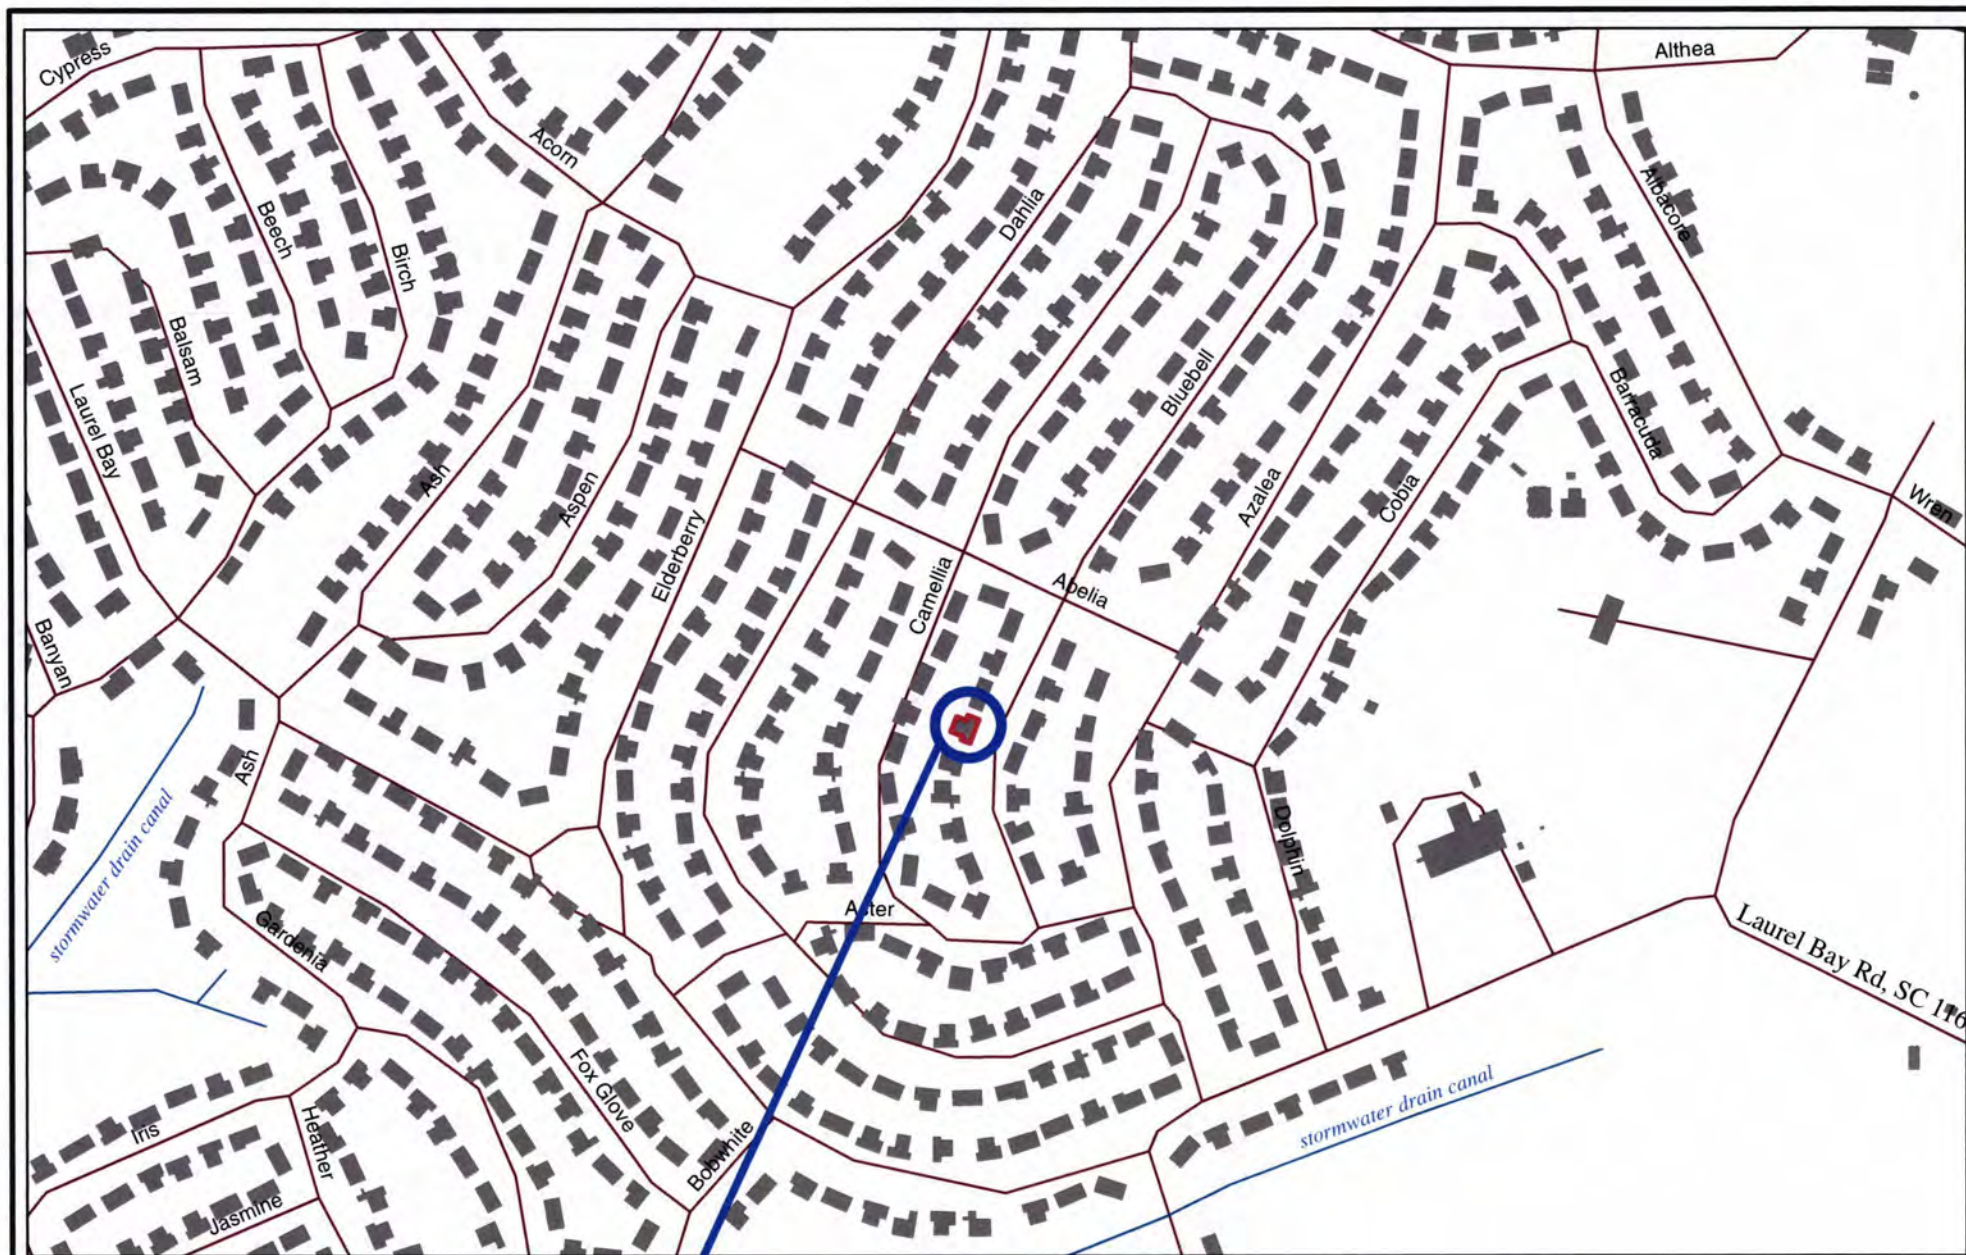 Cypress
Althea
Acorn
Albacore
Dahlia
Beech
Birch
Balsam
Bluebell
Laurel Bay
Barracuda
Ash
Aspen
Azalea
Cobia
Wren
Elderberry
Camellia
Abelia
Banyan
Ash
stormwater drain canal
Dolphin
Aster
Gardenia
Laurel Bay Rd, SC 116
Fox Glove
stormwater drain canal
Iris
Heather
Bobwhite
Jasmine